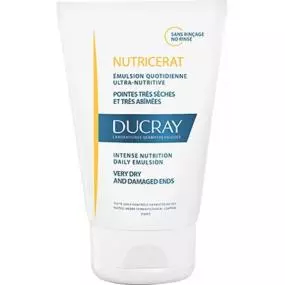 SANS RINÇAGE
NO RINSE
NUTRICERAT
ÉMULSION QUOTIDIENNE
ULTRA-NUTRITIVE
POINTES TRÈS SÈCHES
ET TRÈS ABÎMÉES
DUCRAY
LABORATOIRES DERMATOLOGIQUES
INTENSE NUTRITION
DAILY EMULSION
VERY DRY
AND DAMAGED ENDS